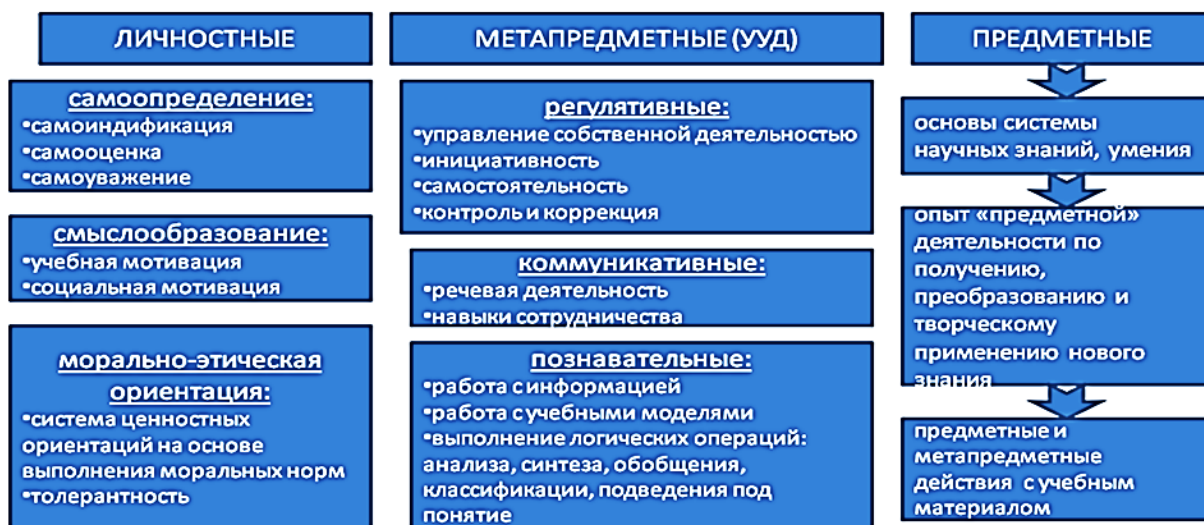 ЛИЧНОСТНЫЕ
самоопределение:
•самоиндификация
•самооценка
•самоуважение
смыслообразование:
•учебная мотивация
•социальная мотивация
морально-этическая
ориентация:
•система ценностных
ориентаций на основе
выполнения моральных норм
•толерантность
МЕТАПРЕДМЕТНЫЕ (УУД)
регулятивные:
•управление собственной деятельностью
•инициативность
•самостоятельность
•контроль и коррекция
коммуникативные:
•речевая деятельность
•навыки сотрудничества
познавательные:
•работа с информацией
•работа с учебными моделями
•выполнение логических операций:
анализа, синтеза, обобщения,
классификации, подведения под
понятие
ПРЕДМЕТНЫЕ
основы системы
научных знаний, умения
опыт «предметной»
деятельности по
получению,
преобразованию и
творческому
применению нового
знания
предметные и
метапредметные
действия с учебным
материалом